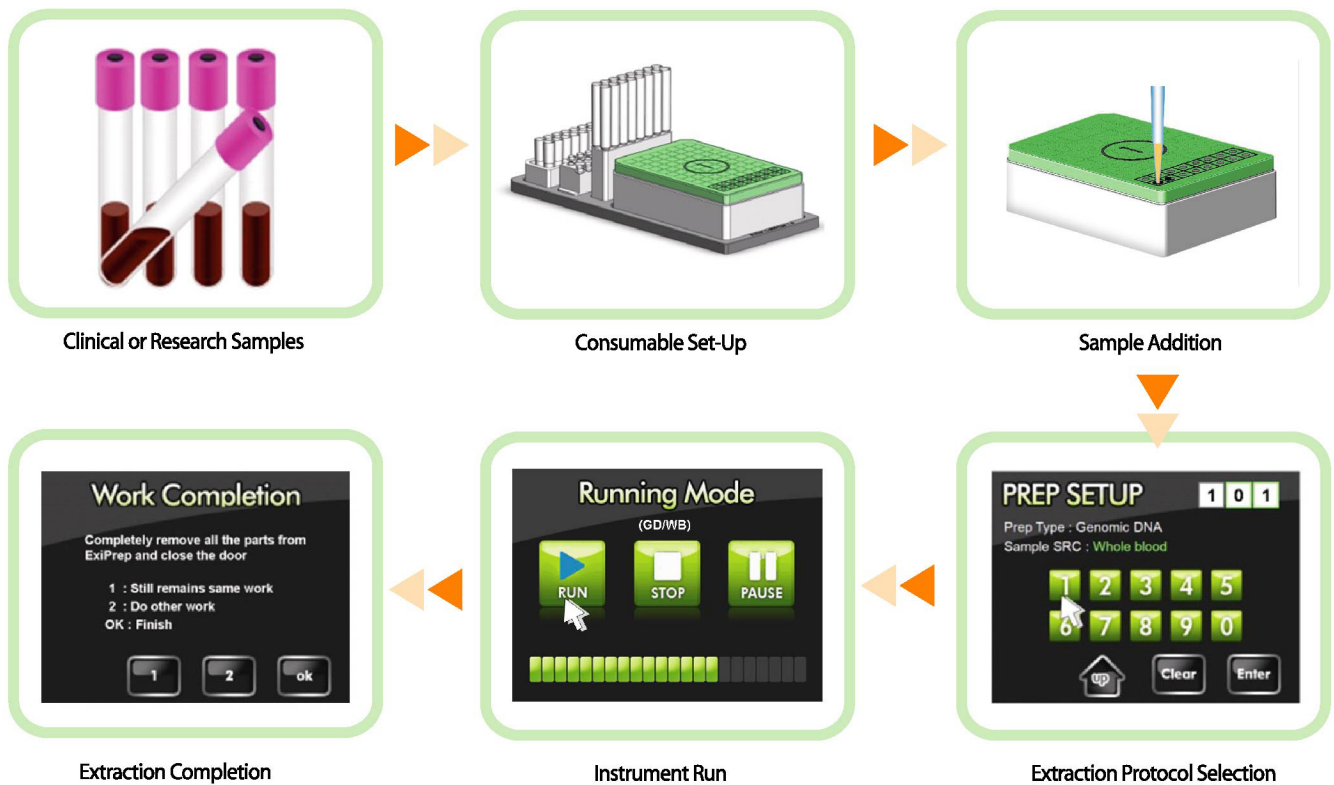 Clinical or Research Samples
1
Consumable Set-Up
1
Sample Addition
PREP SETUP 1 0 1
Prep Type : Genomic DNA
Sample SRC : Whole blood
1 2 3 4 5
6 7 8 9 0
up Clear Enter
Extraction Protocol Selection
Running Mode
(GD/WB)
RUN STOP PAUSE
Instrument Run
Work Completion
Completely remove all the parts from
ExiPrep and close the door
1 : Still remains same work
2 : Do other work
OK : Finish
1 2 ok
Extraction Completion